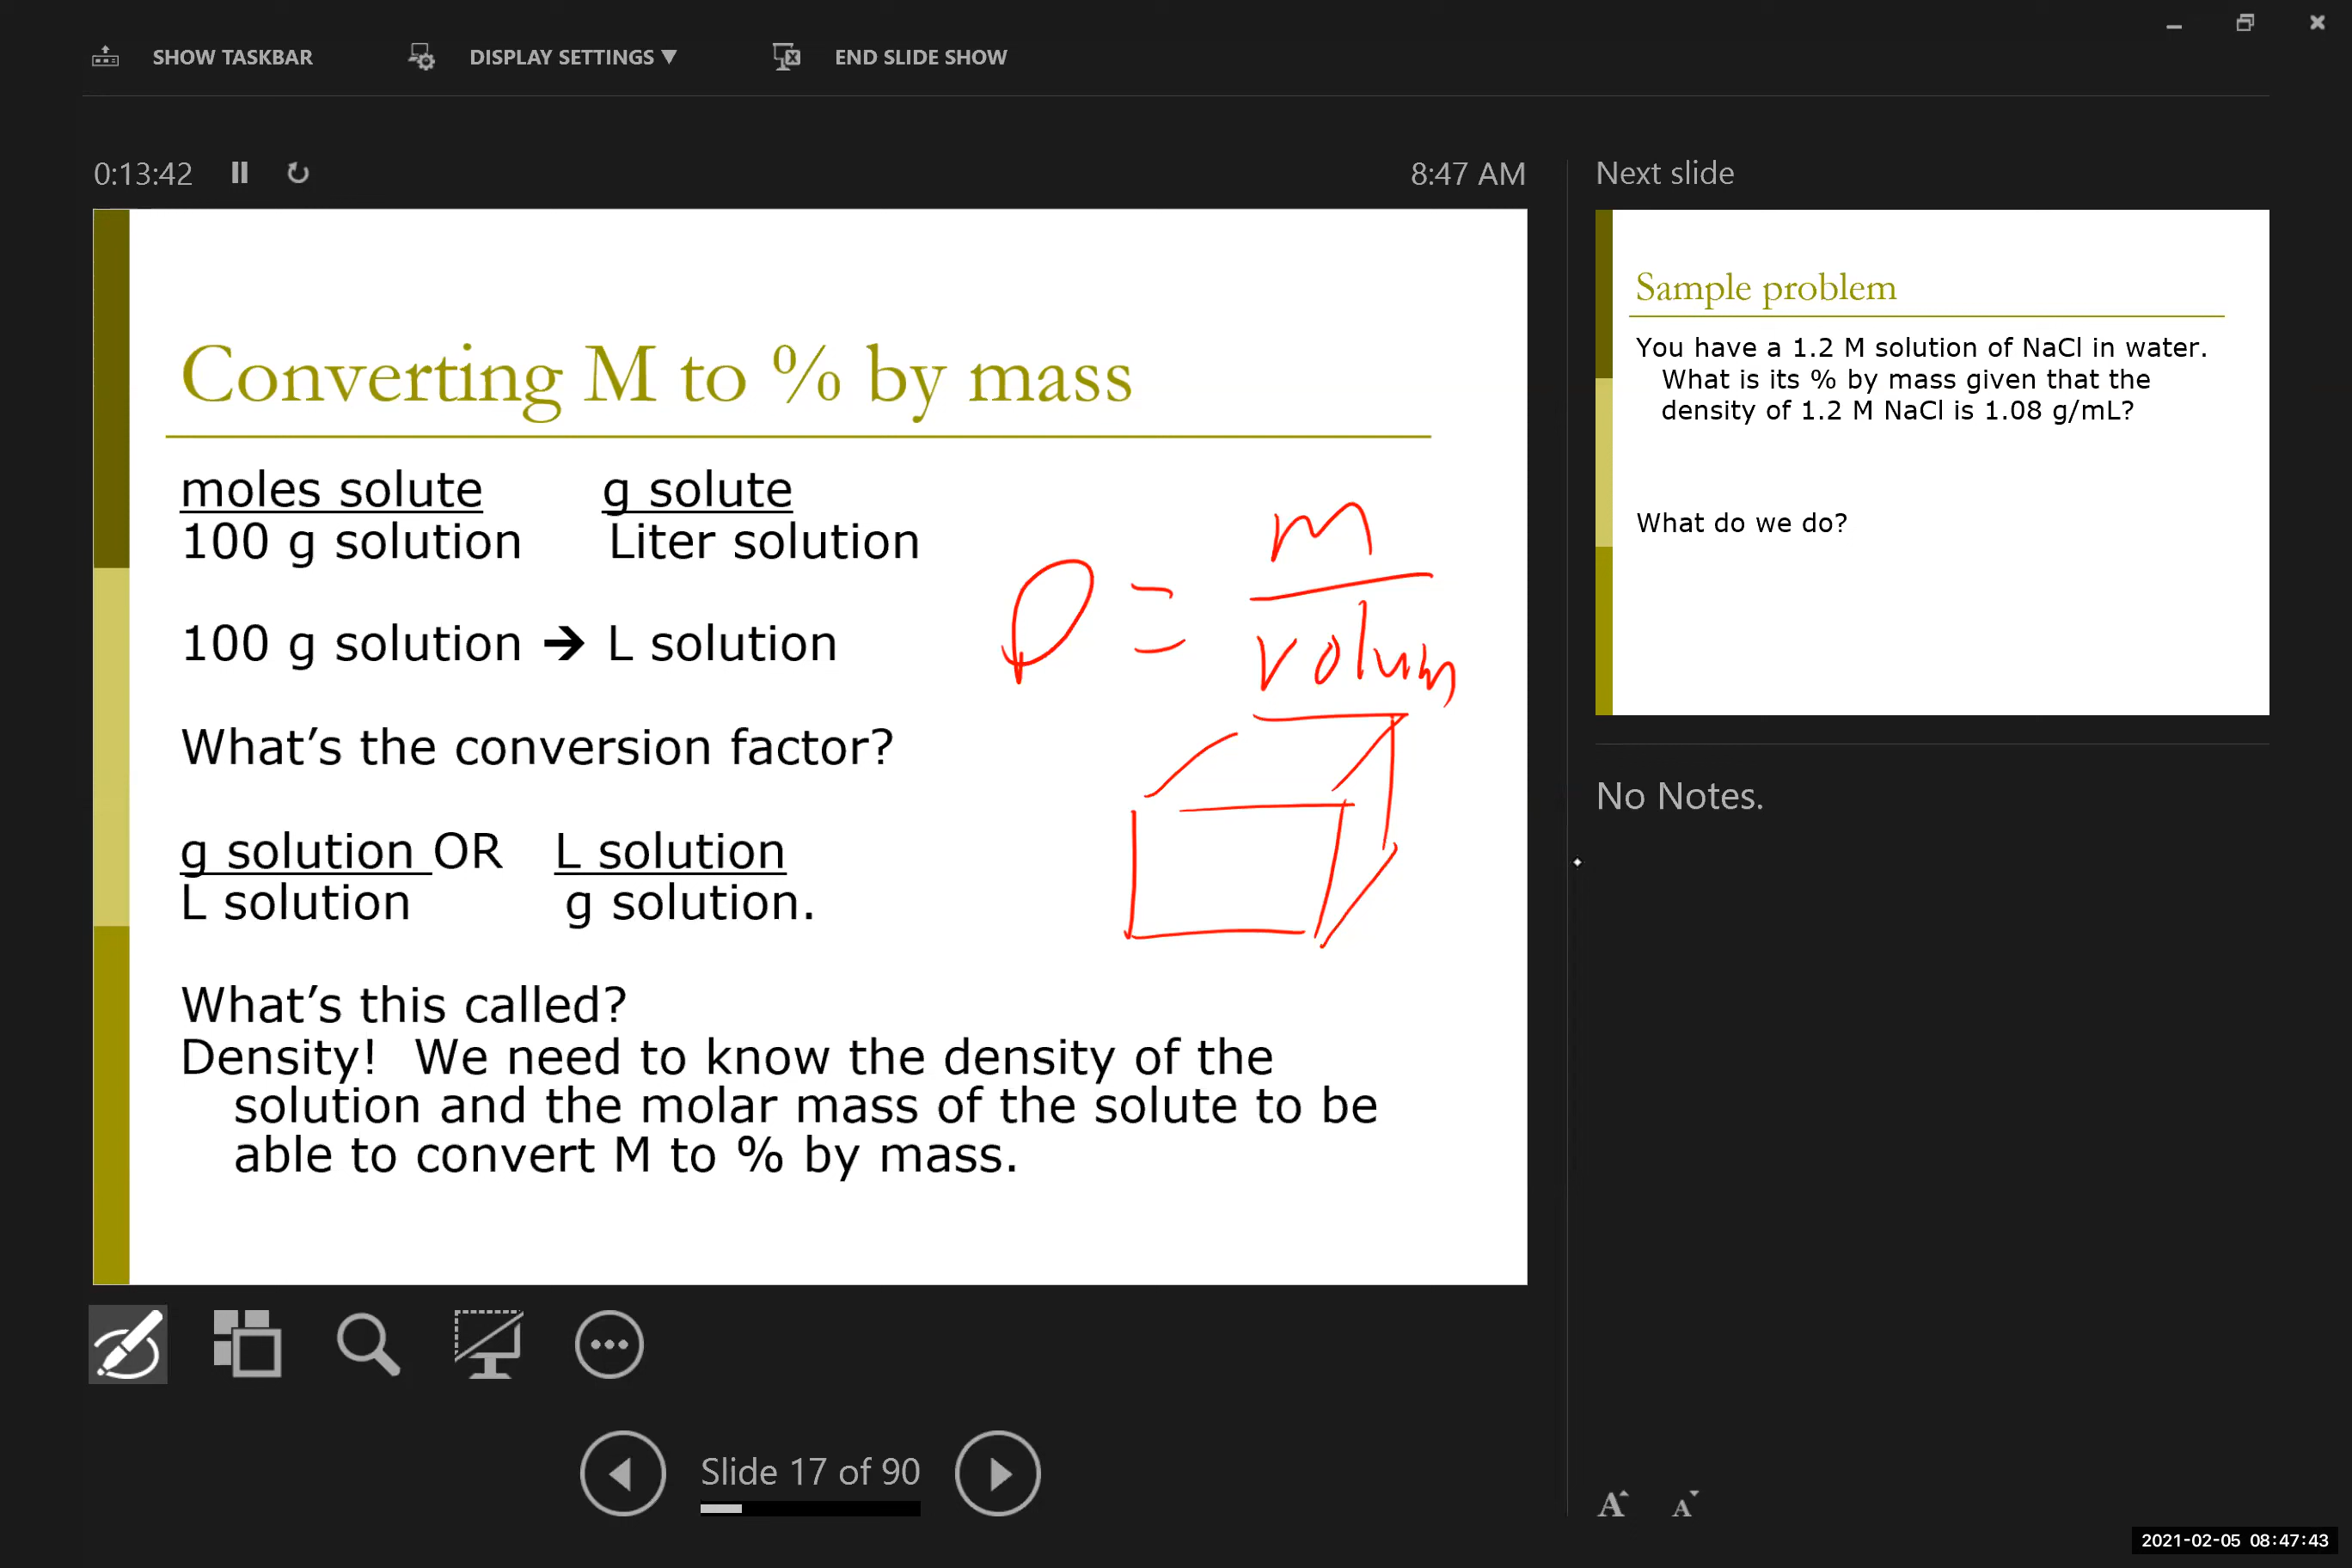 SHOW TASKBAR
DISPLAY SETTINGS ▼
END SLIDE SHOW
0:13:42
8:47 AM
Converting M to % by mass
moles solute g solute
100 g solution Liter solution
100 g solution ➔ L solution
What’s the conversion factor?
g solution OR L solution
L solution g solution.
What’s this called?
Density! We need to know the density of the
solution and the molar mass of the solute to be
able to convert M to % by mass.
D = m
volum
Slide 17 of 90
Next slide
Sample problem
You have a 1.2 M solution of NaCl in water.
What is its % by mass given that the
density of 1.2 M NaCl is 1.08 g/mL?
What do we do?
No Notes.
A A
2021-02-05 08:47:43